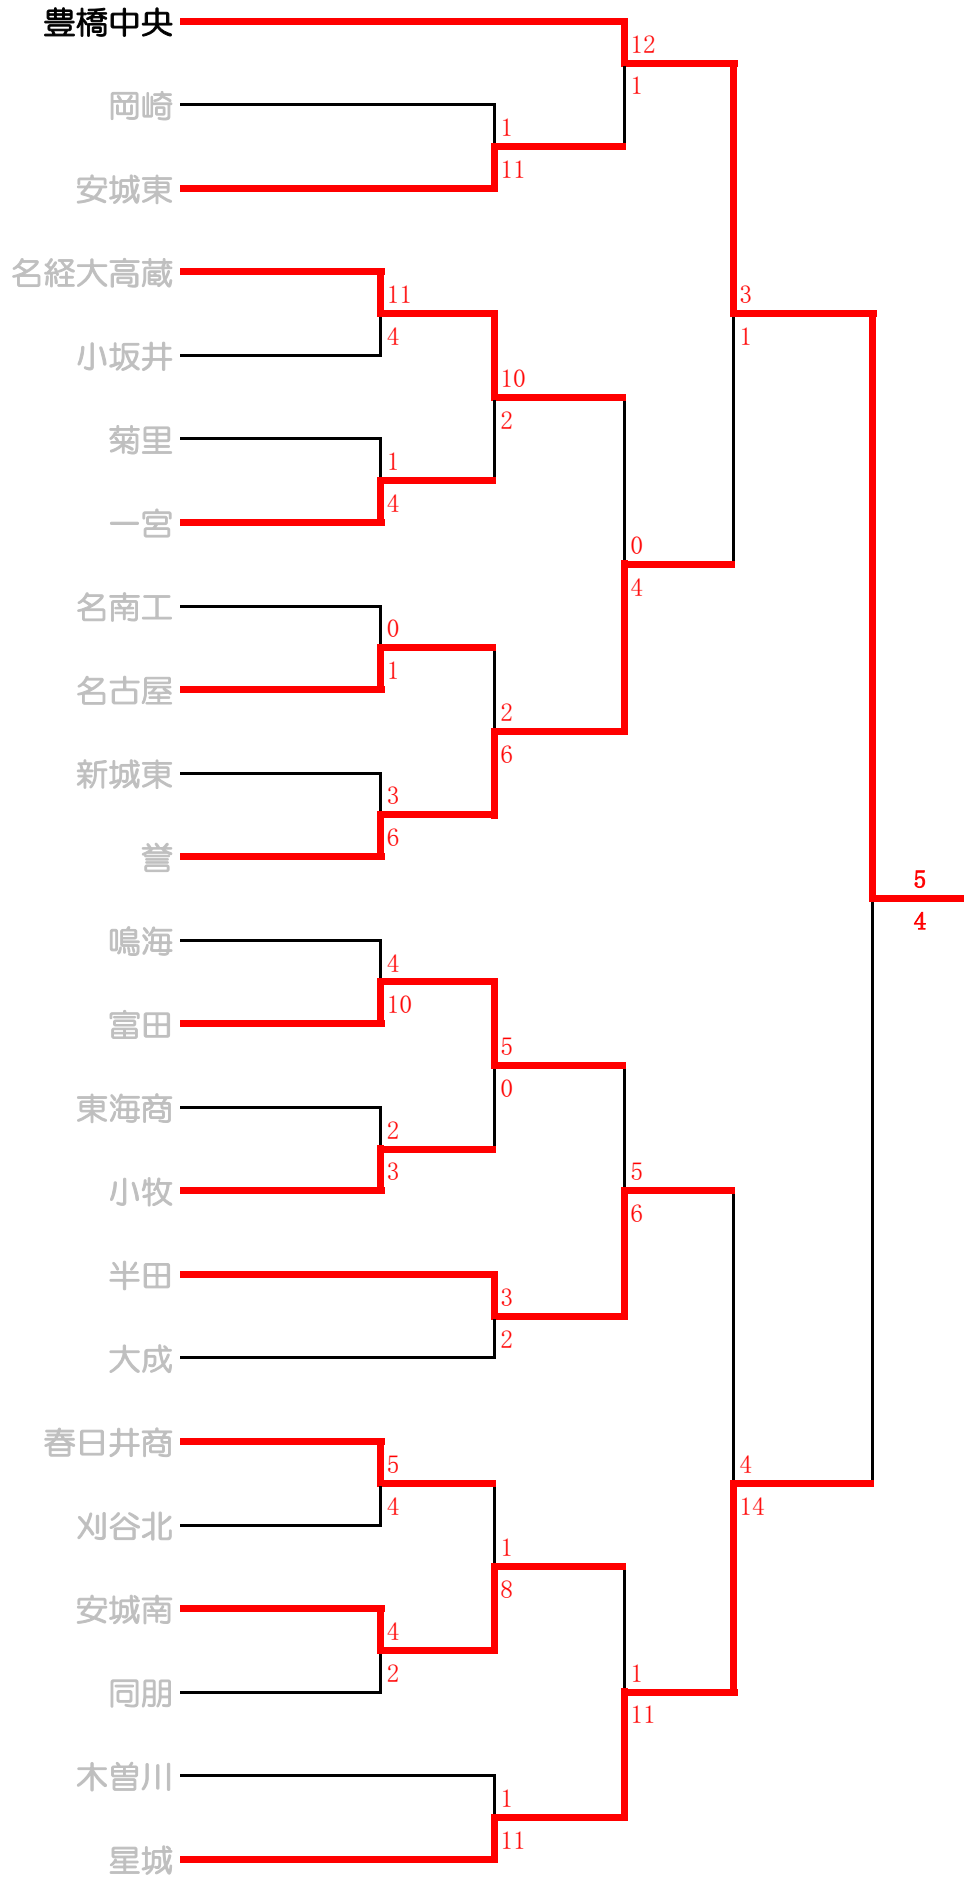 豊橋中央
12
1
岡崎
1
11
安城東
名経大高蔵
11
4
3
1
小坂井
10
2
菊里
1
4
一宮
0
4
名南工
0
1
名古屋
2
6
新城東
3
6
誉
5
4
鳴海
4
10
富田
5
0
東海商
2
3
小牧
5
6
半田
3
2
大成
春日井商
5
4
4
14
刈谷北
1
8
安城南
4
2
同朋
1
11
木曽川
1
11
星城